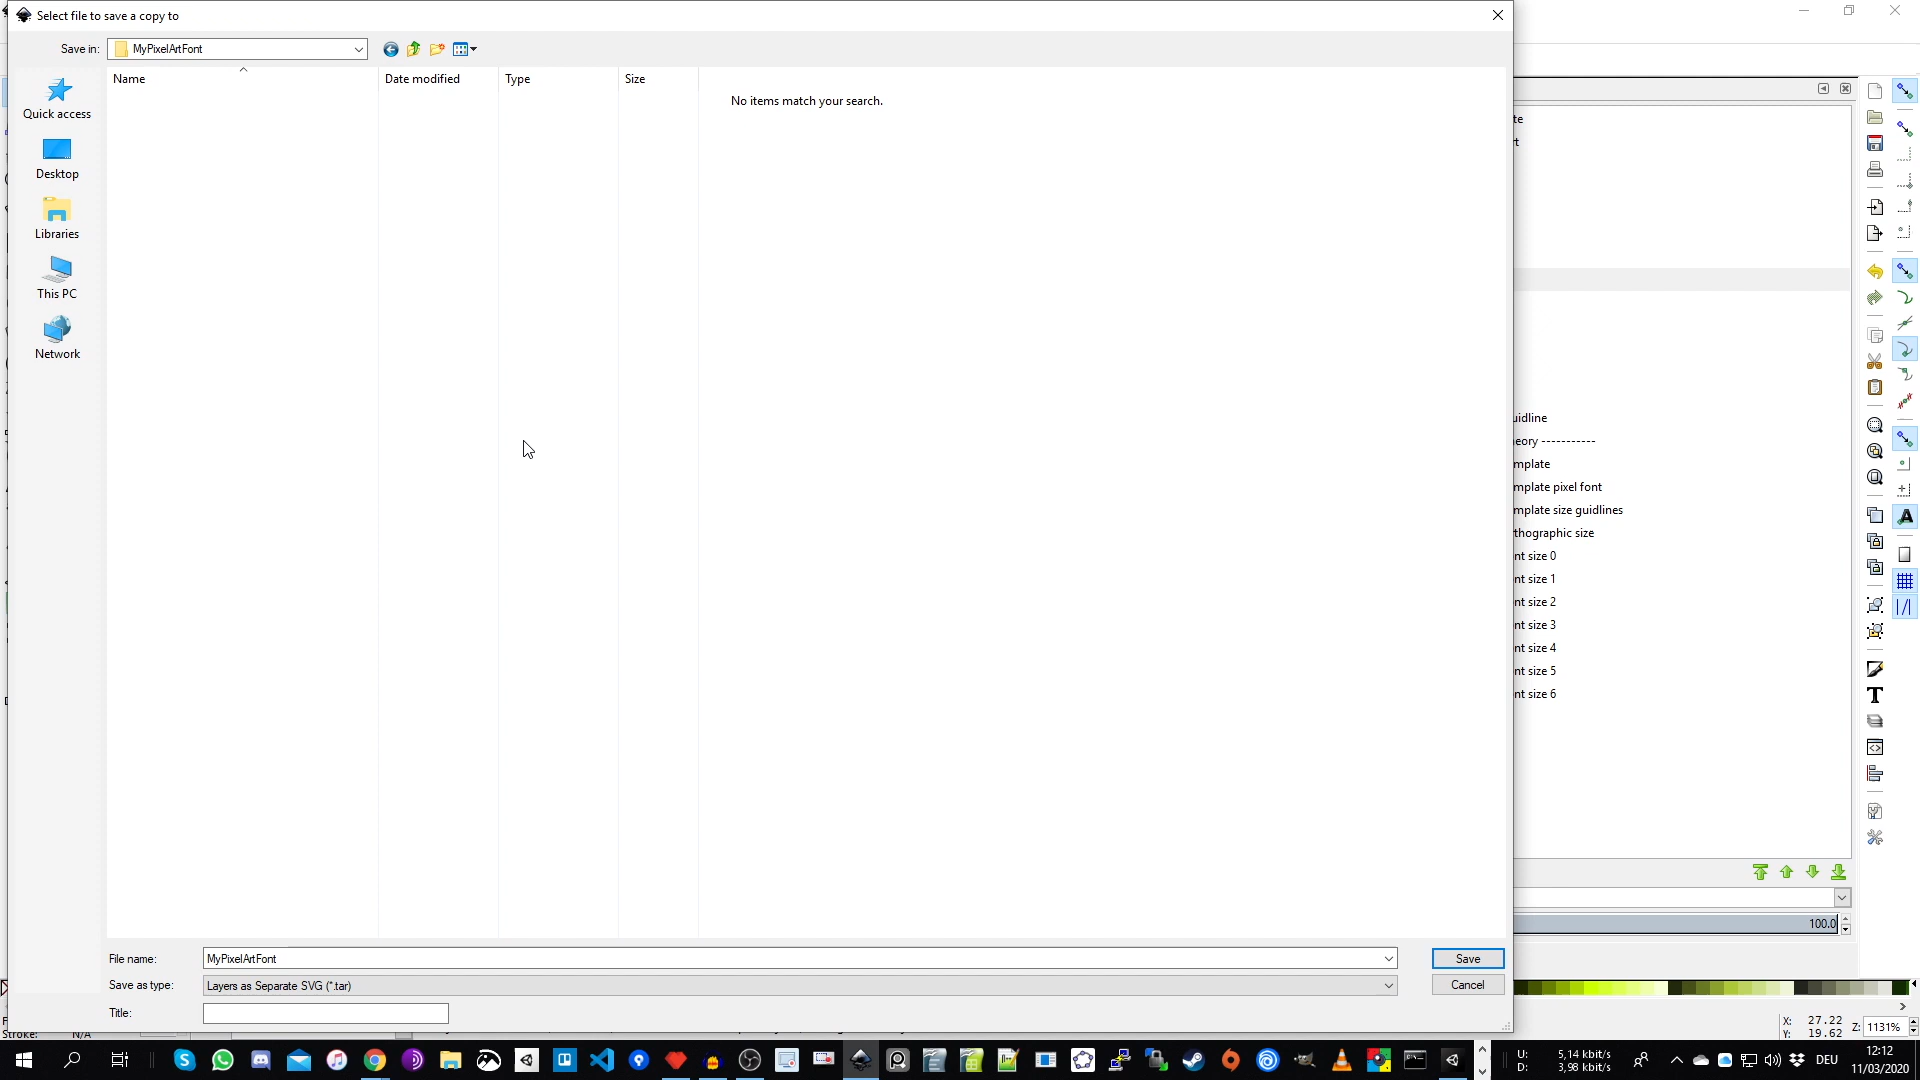 Select file to save a copy to
Save in: MyPixelArtFont
Name Date modified Type Size
No items match your search.
Quick access
Desktop
Libraries
This PC
Network
te
rt
uidline
eory -----------
mplate
mplate pixel font
mplate size guidlines
thographic size
nt size 0
nt size 1
nt size 2
nt size 3
nt size 4
nt size 5
nt size 6
100.0
File name: MyPixelArtFont Save
Save as type: Layers as Separate SVG (*.tar) Cancel
Title:
Stroke: N/A
X: 27.22
Y: 19.62
Z: 1131%
U: 5,14 kbit/s
D: 3,98 kbit/s
DEU
12:12
11/03/2020